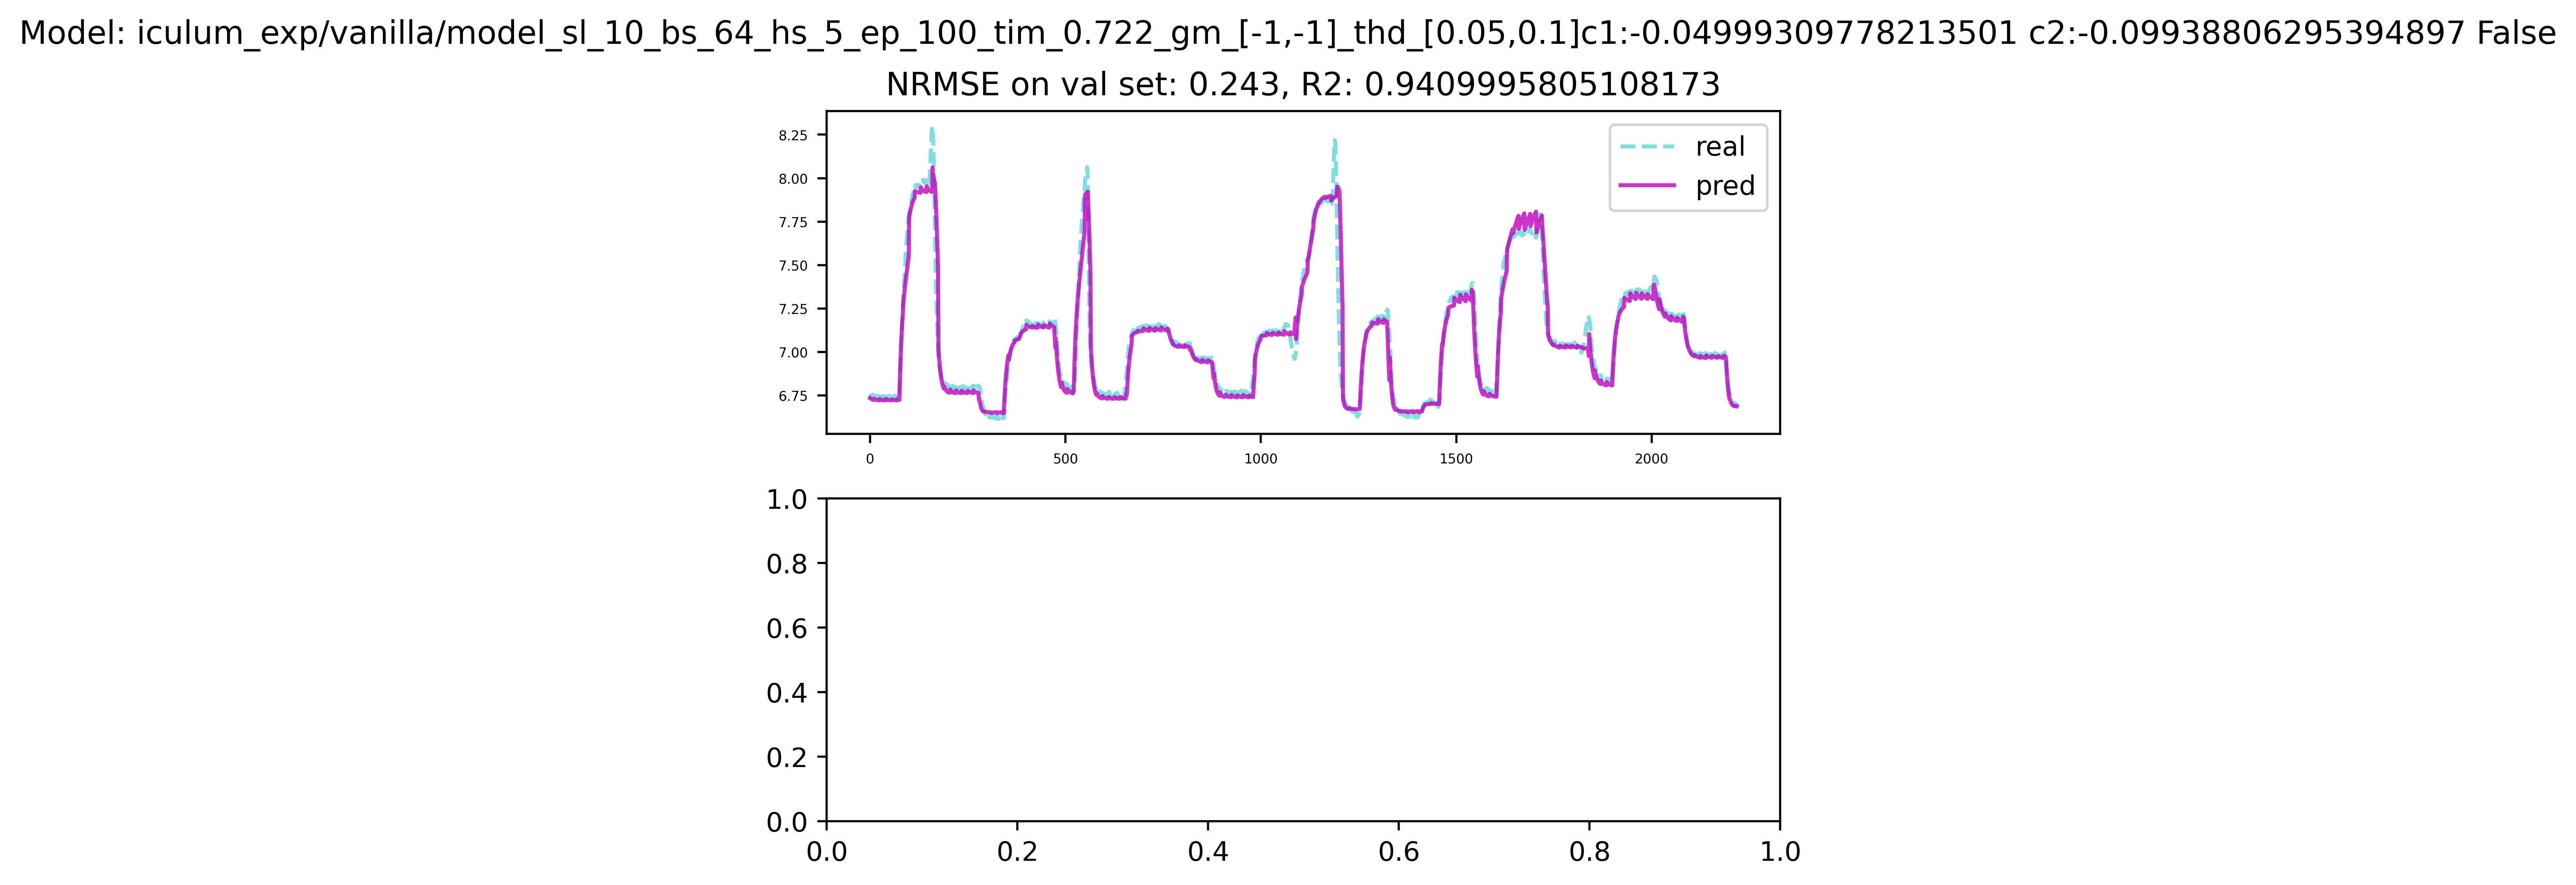 Model: iculum_exp/vanilla/model_sl_10_bs_64_hs_5_ep_100_tim_0.722_gm_[-1,-1]_thd_[0.05,0.1]c1:-0.04999309778213501 c2:-0.09938806295394897 False
NRMSE on val set: 0.243, R2: 0.9409995805108173
real
pred
8.25
8.00
7.75
7.50
7.25
7.00
6.75
0 500 1000 1500 2000
1.0
0.8
0.6
0.4
0.2
0.0
0.0 0.2 0.4 0.6 0.8 1.0